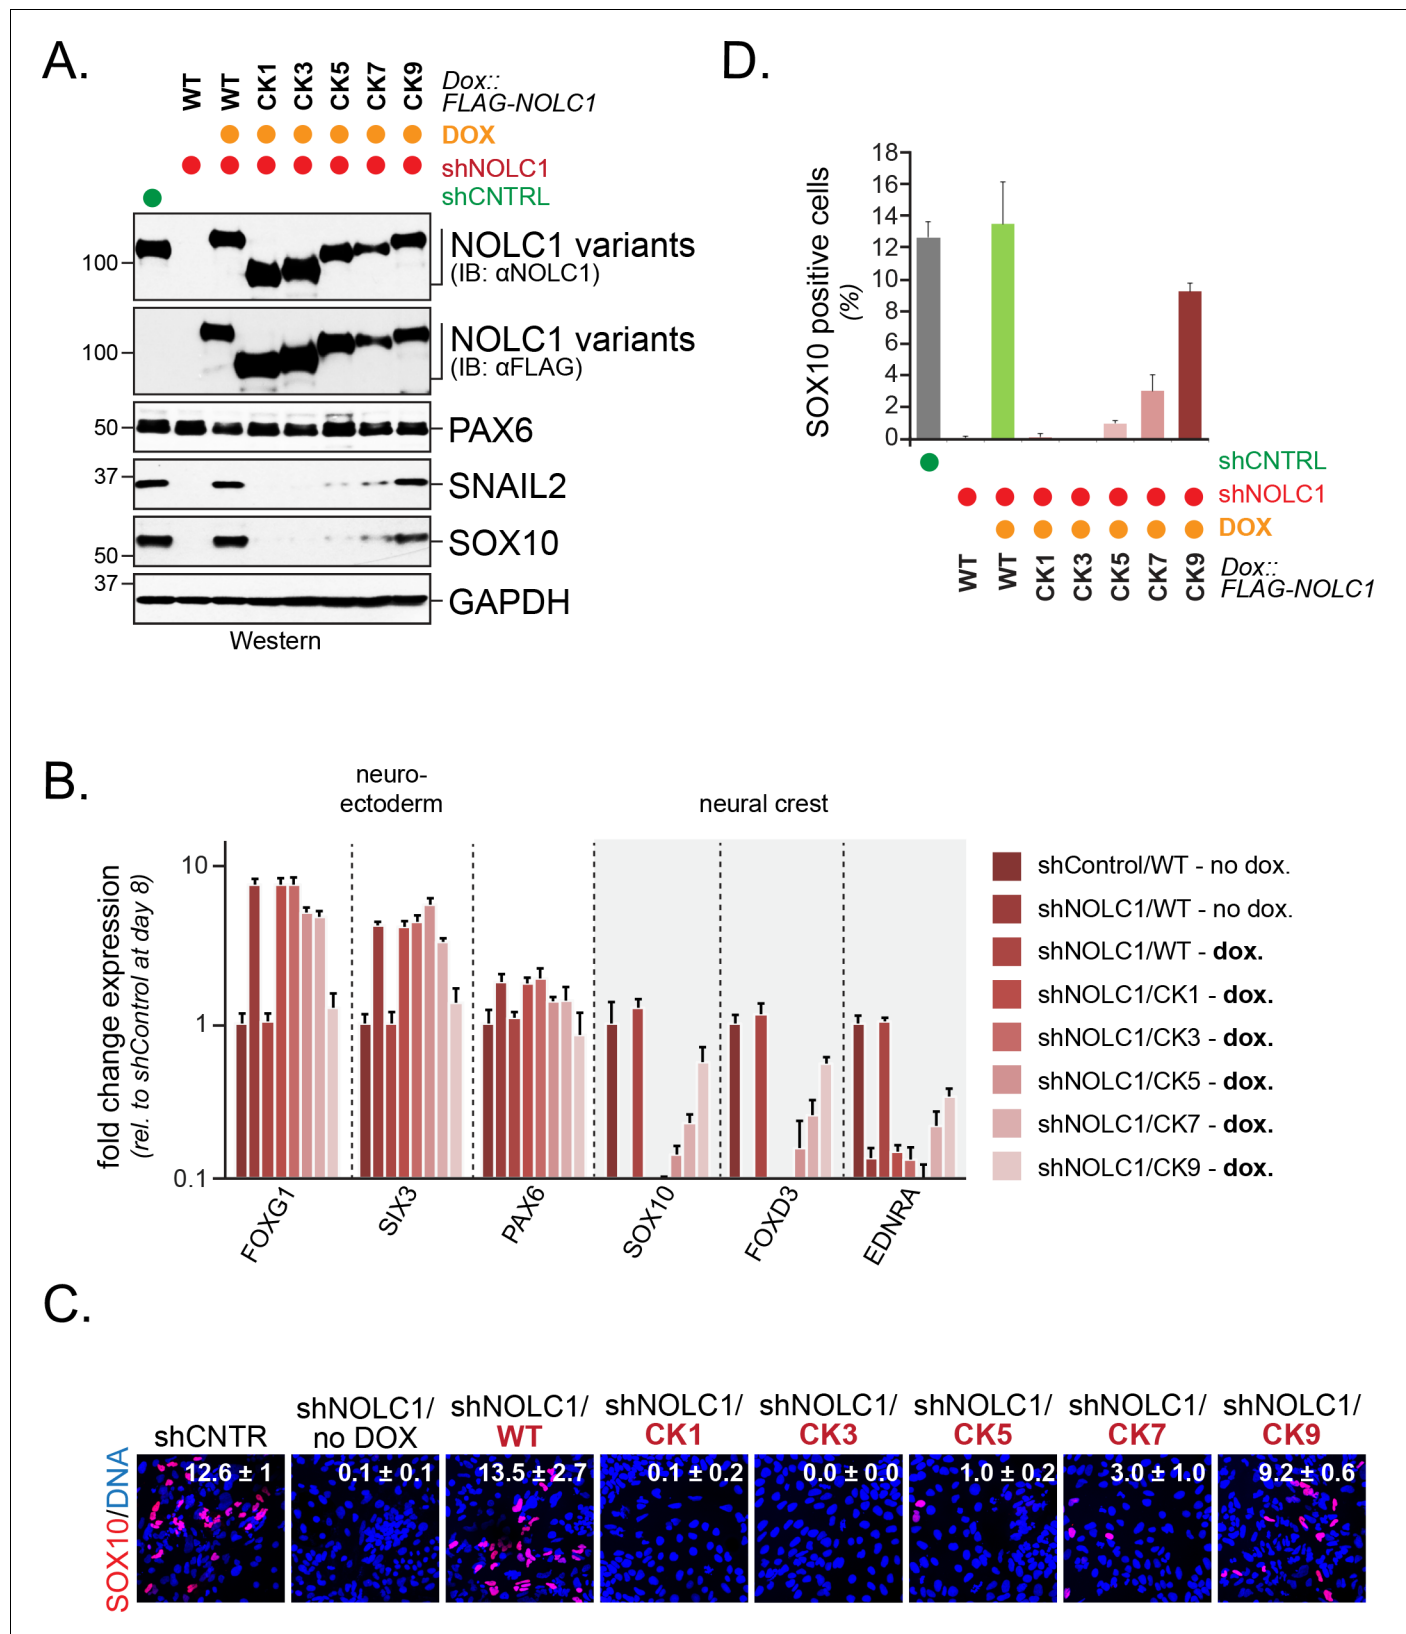 A.
WT
WT
CK1
CK3
CK5
CK7
CK9
Dox::
FLAG-NOLC1
DOX
shNOLC1
shCNTRL
100
NOLC1 variants
(IB: αNOLC1)
100
NOLC1 variants
(IB: αFLAG)
50
PAX6
37
SNAIL2
50
SOX10
37
GAPDH
Western
D.
SOX10 positive cells
(%)
18
16
14
12
10
8
6
4
2
0
shCNTRL
shNOLC1
DOX
WT
WT
CK1
CK3
CK5
CK7
CK9
Dox::
FLAG-NOLC1
B.
neuro-
ectoderm
neural crest
fold change expression
(rel. to shControl at day 8)
10
1
0.1
FOXG1
SIX3
PAX6
SOX10
FOXD3
EDNRA
shControl/WT - no dox.
shNOLC1/WT - no dox.
shNOLC1/WT - dox.
shNOLC1/CK1 - dox.
shNOLC1/CK3 - dox.
shNOLC1/CK5 - dox.
shNOLC1/CK7 - dox.
shNOLC1/CK9 - dox.
C.
SOX10/DNA
shCNTR
shNOLC1/
no DOX
shNOLC1/
WT
shNOLC1/
CK1
shNOLC1/
CK3
shNOLC1/
CK5
shNOLC1/
CK7
shNOLC1/
CK9
12.6 ± 1
0.1 ± 0.1
13.5 ± 2.7
0.1 ± 0.2
0.0 ± 0.0
1.0 ± 0.2
3.0 ± 1.0
9.2 ± 0.6